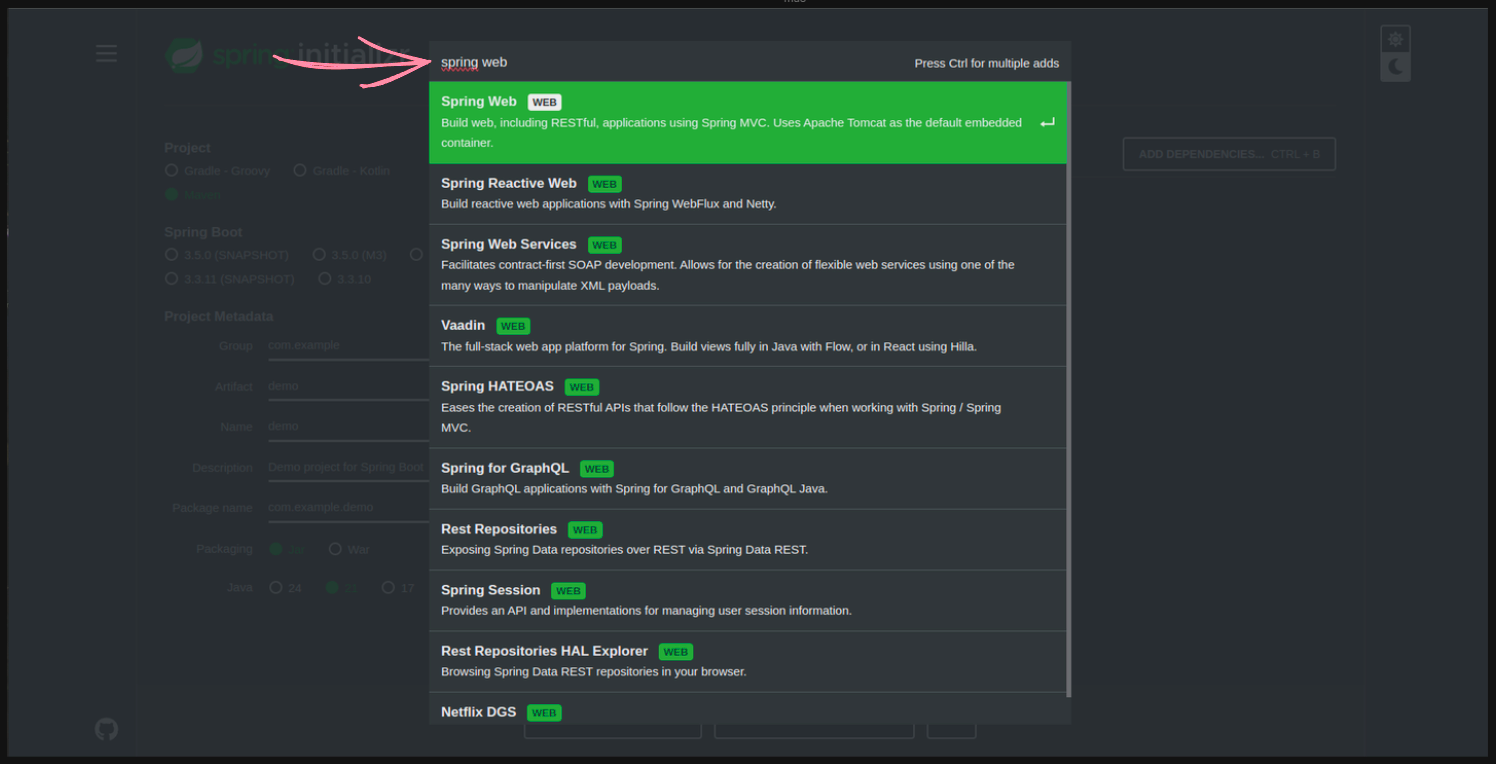 spring initializr
spring web
Press Ctrl for multiple adds
Spring Web WEB
Build web, including RESTful, applications using Spring MVC. Uses Apache Tomcat as the default embedded
container.
Spring Reactive Web WEB
Build reactive web applications with Spring WebFlux and Netty.
Spring Web Services WEB
Facilitates contract-first SOAP development. Allows for the creation of flexible web services using one of the
many ways to manipulate XML payloads.
Vaadin WEB
The full-stack web app platform for Spring. Build views fully in Java with Flow, or in React using Hilla.
Spring HATEOAS WEB
Eases the creation of RESTful APIs that follow the HATEOAS principle when working with Spring / Spring
MVC.
Spring for GraphQL WEB
Build GraphQL applications with Spring for GraphQL and GraphQL Java.
Rest Repositories WEB
Exposing Spring Data repositories over REST via Spring Data REST.
Spring Session WEB
Provides an API and implementations for managing user session information.
Rest Repositories HAL Explorer WEB
Browsing Spring Data REST repositories in your browser.
Netflix DGS WEB
Project
Gradle - Groovy Gradle - Kotlin
Maven
Spring Boot
3.5.0 (SNAPSHOT) 3.5.0 (M3)
3.3.11 (SNAPSHOT) 3.3.10
Project Metadata
Group com.example
Artifact demo
Name demo
Description Demo project for Spring Boot
Package name com.example.demo
Packaging Jar War
Java 24 21 17
ADD DEPENDENCIES... CTRL + B